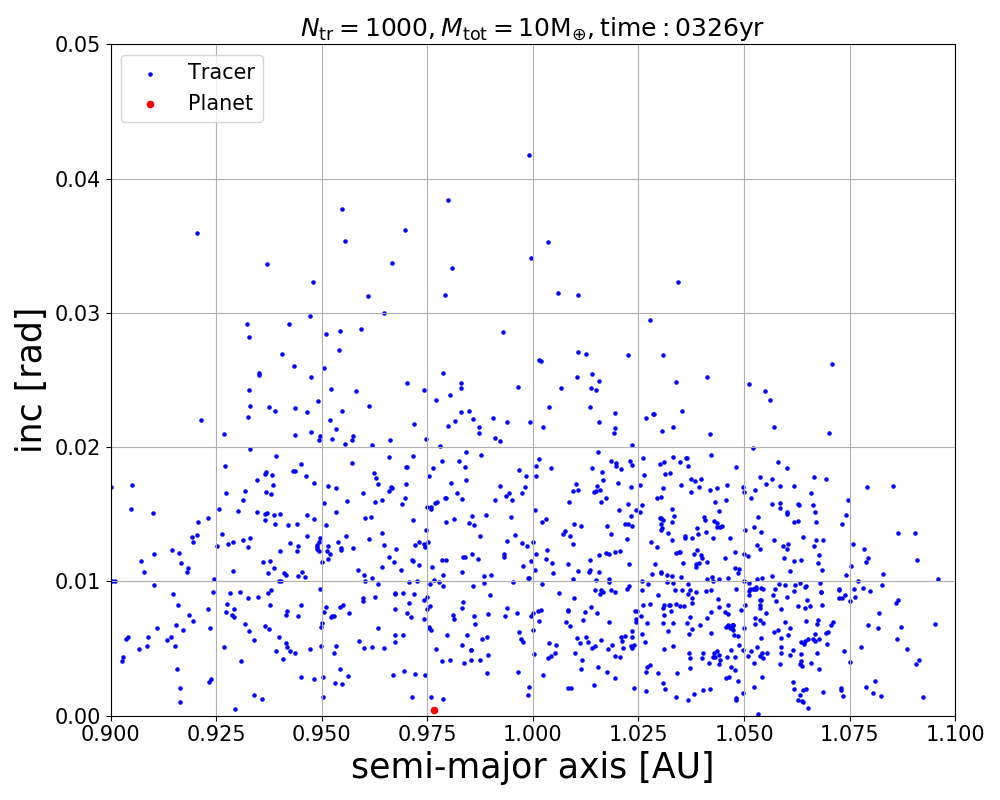 N_tr = 1000, M_tot = 10M_⊕, time : 0326yr
Tracer
Planet
0.05
0.04
0.03
0.02
0.01
0.00
inc [rad]
0.900 0.925 0.950 0.975 1.000 1.025 1.050 1.075 1.100
semi-major axis [AU]